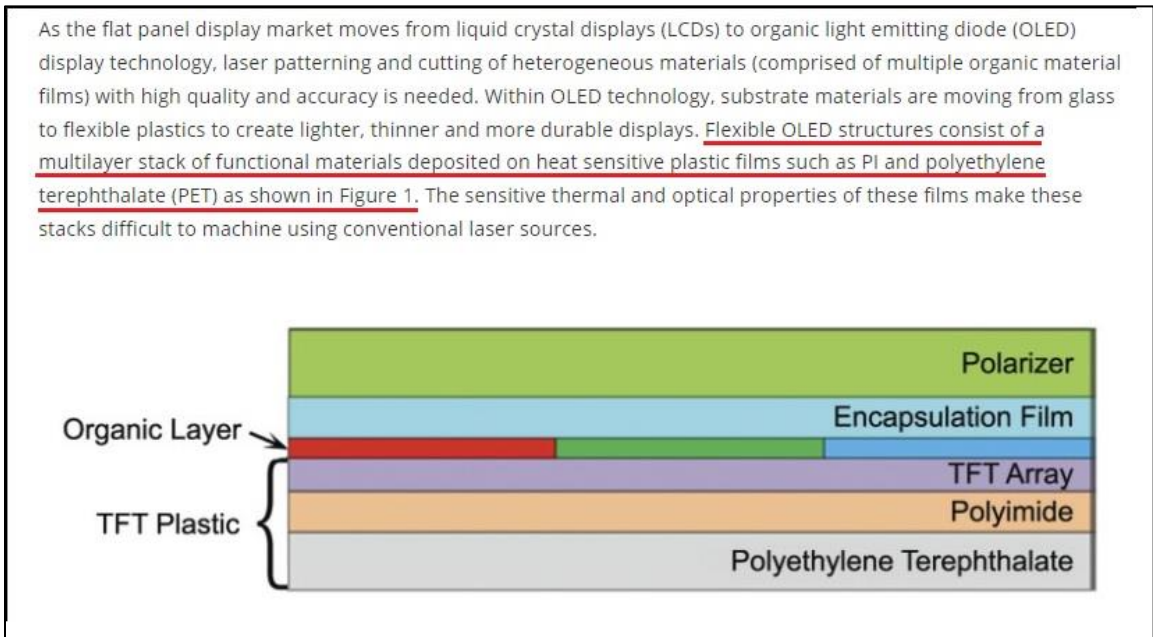 As the flat panel display market moves from liquid crystal displays (LCDs) to organic light emitting diode (OLED)
display technology, laser patterning and cutting of heterogeneous materials (comprised of multiple organic material
films) with high quality and accuracy is needed. Within OLED technology, substrate materials are moving from glass
to flexible plastics to create lighter, thinner and more durable displays. Flexible OLED structures consist of a
multilayer stack of functional materials deposited on heat sensitive plastic films such as PI and polyethylene
terephthalate (PET) as shown in Figure 1. The sensitive thermal and optical properties of these films make these
stacks difficult to machine using conventional laser sources.
Polarizer
Encapsulation Film
Organic Layer
TFT Array
Polyimide
TFT Plastic
Polyethylene Terephthalate